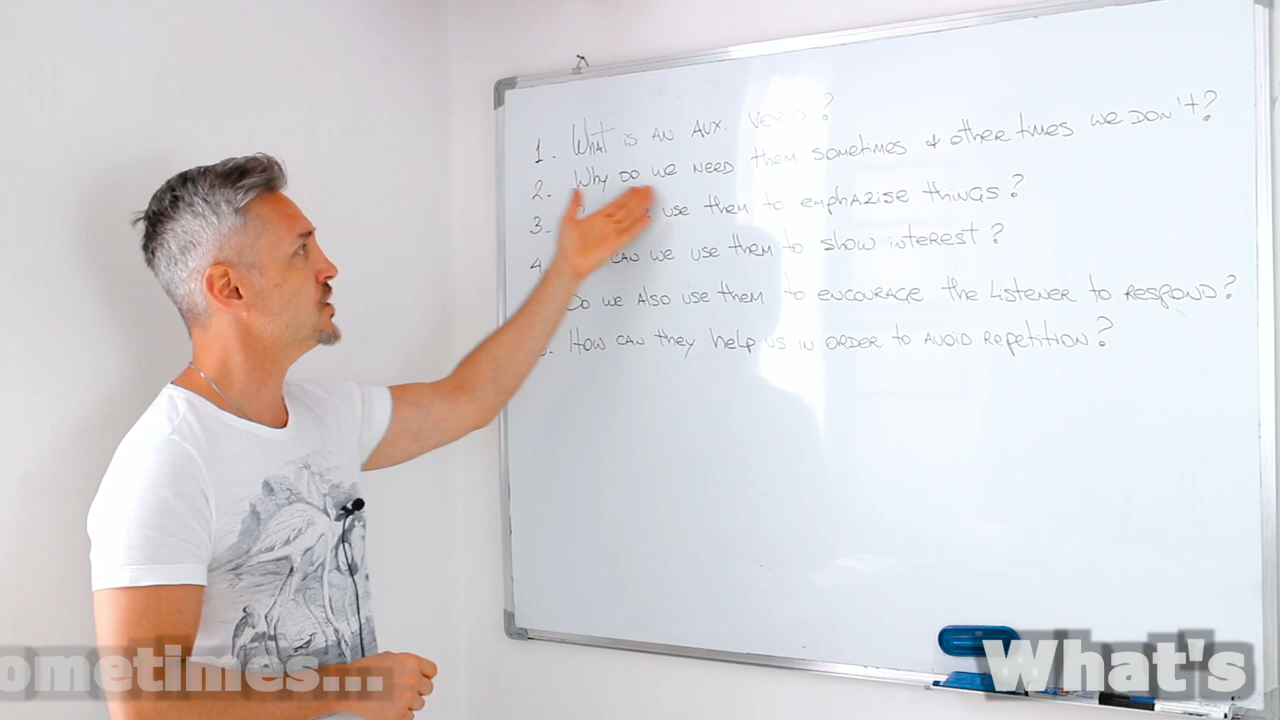 1. What is an aux. verb?
2. Why do we need them sometimes & other times we don't?
3. use them to emphazise things?
4. can we use them to show interest?
Do we also use them to encourage the listener to respond?
How can they help us in order to avoid repetition?
ometimes...
What's